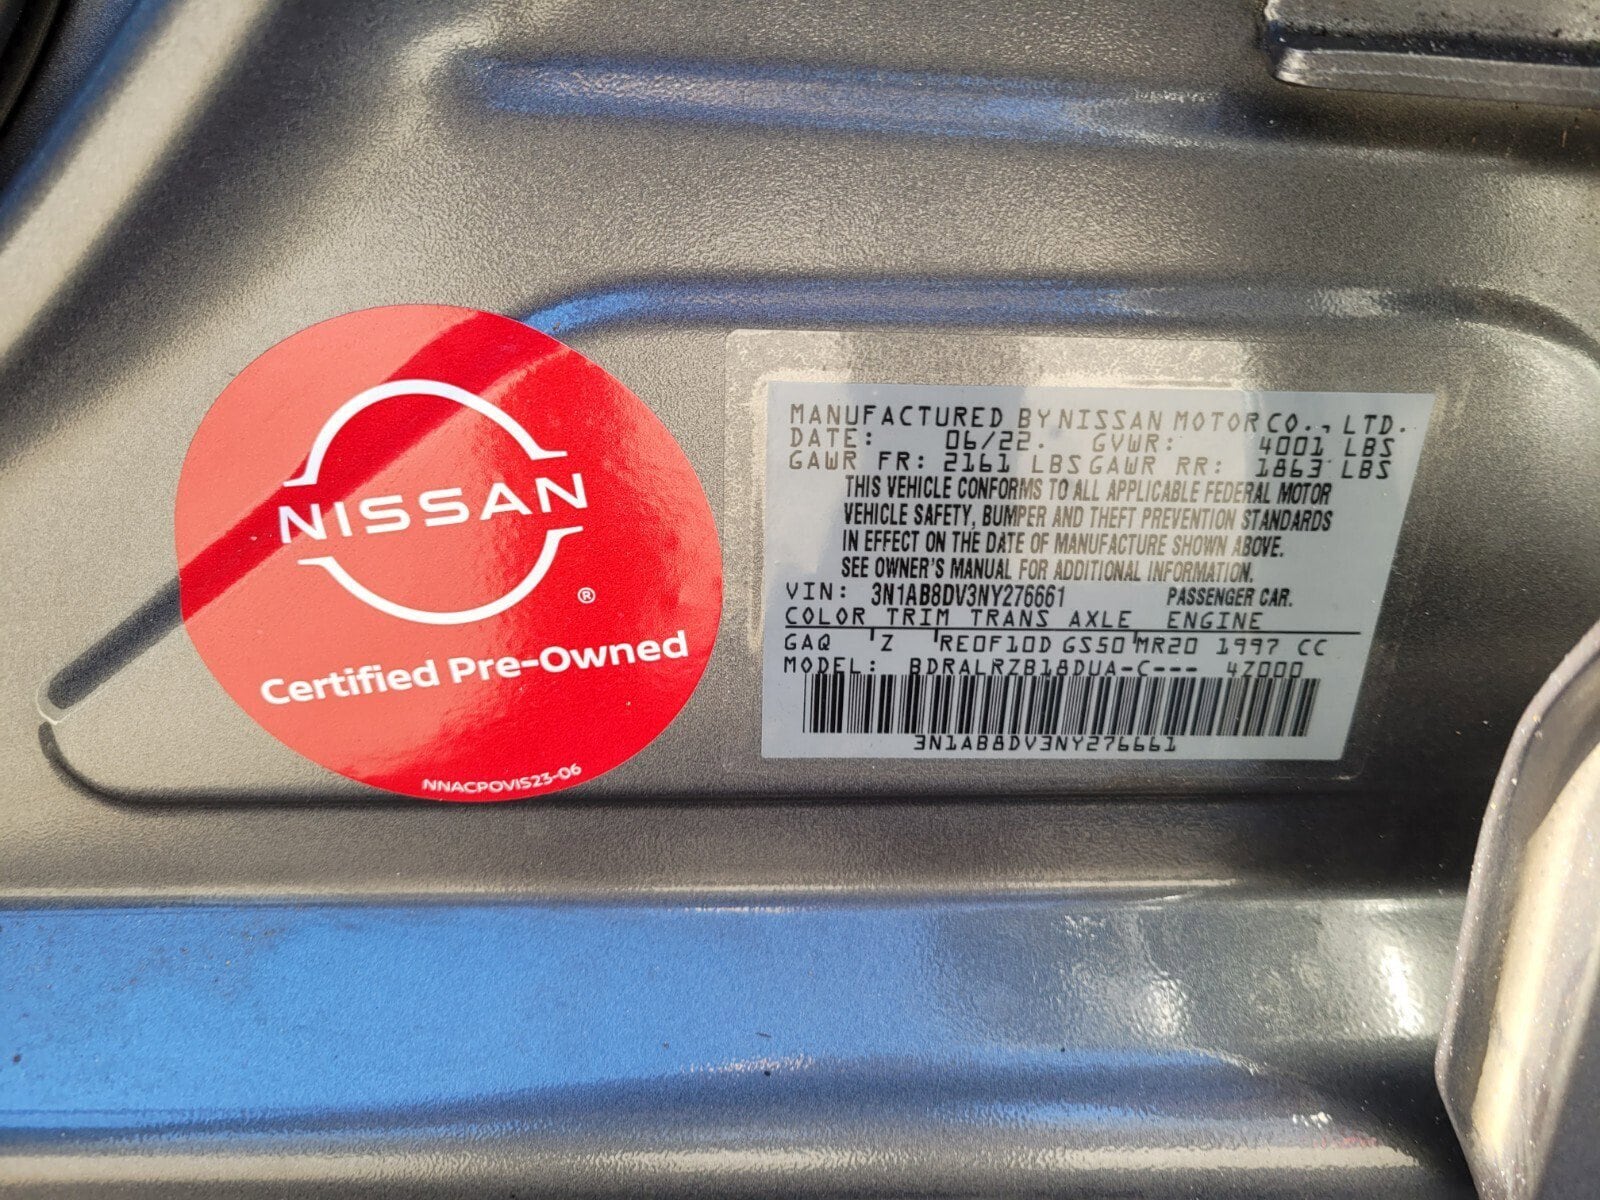 NISSAN
®
Certified Pre-Owned
NNACPOVIS23-06
MANUFACTURED BY NISSAN MOTOR CO., LTD.
DATE: 06/22. GVWR: 4001 LBS
GAWR FR: 2161 LBS GAWR RR: 1863 LBS
THIS VEHICLE CONFORMS TO ALL APPLICABLE FEDERAL MOTOR
VEHICLE SAFETY, BUMPER AND THEFT PREVENTION STANDARDS
IN EFFECT ON THE DATE OF MANUFACTURE SHOWN ABOVE.
SEE OWNER'S MANUAL FOR ADDITIONAL INFORMATION.
VIN: 3N1AB8DV3NY276661 PASSENGER CAR.
COLOR TRIM TRANS AXLE ENGINE
GAQ Z RE0F10D GS50 MR20 1997 CC
MODEL: BDRALRZB18DUA-C--- 4Z000
3N1AB8DV3NY276661